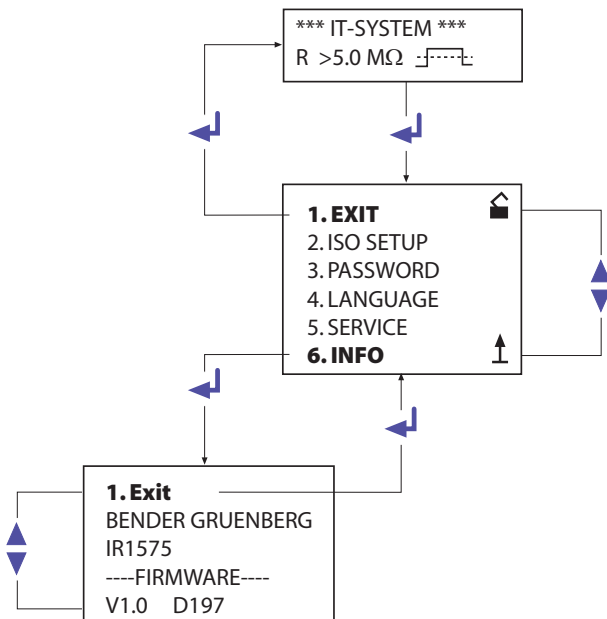 *** IT-SYSTEM ***
R >5.0 MΩ
1. EXIT
2. ISO SETUP
3. PASSWORD
4. LANGUAGE
5. SERVICE
6. INFO
1. Exit
BENDER GRUENBERG
IR1575
----FIRMWARE----
V1.0 D197